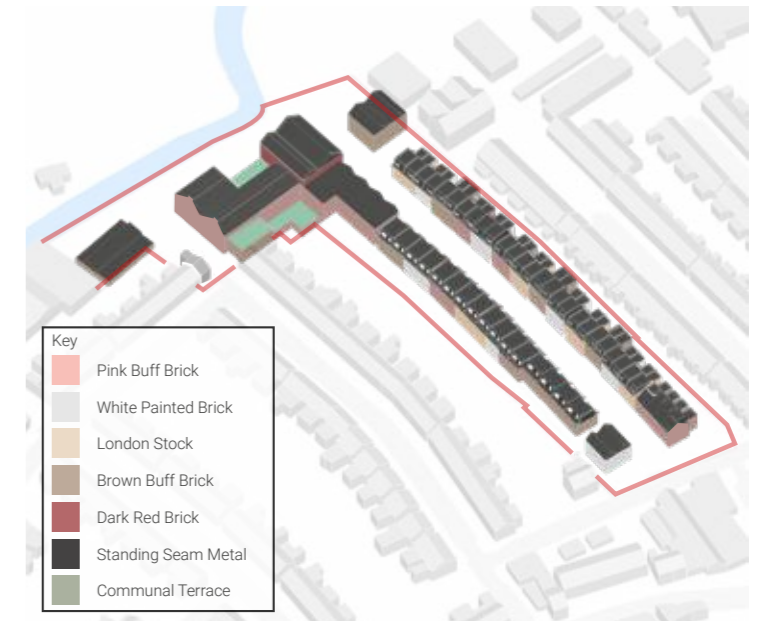 Key
Pink Buff Brick
White Painted Brick
London Stock
Brown Buff Brick
Dark Red Brick
Standing Seam Metal
Communal Terrace